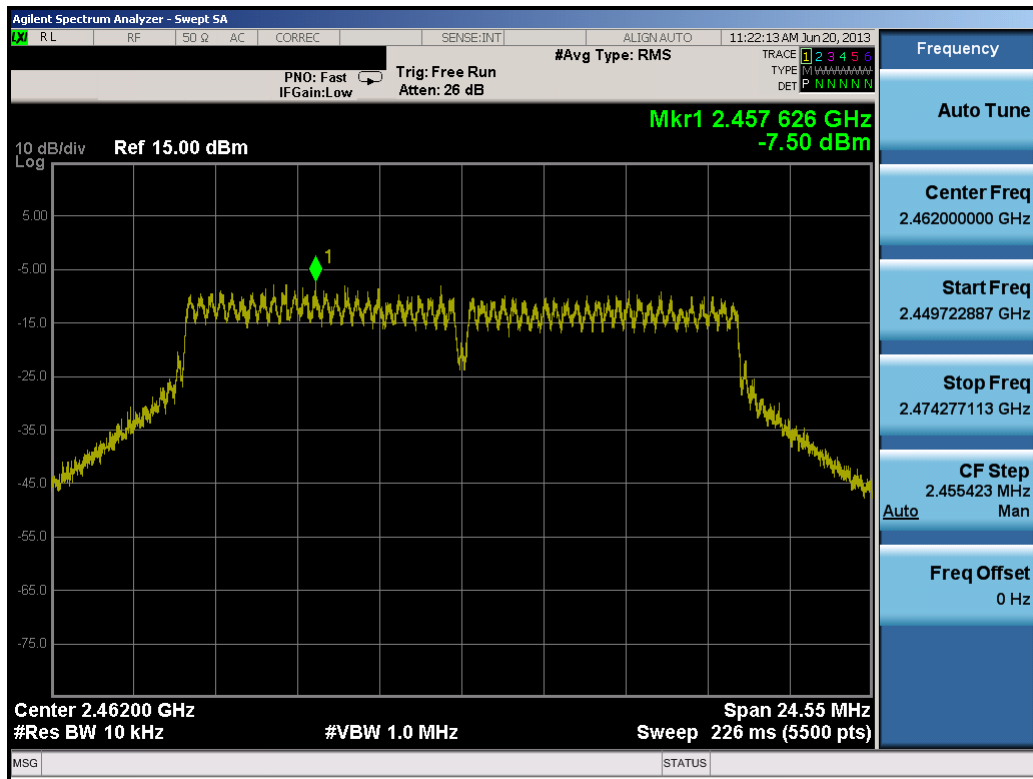 Agilent Spectrum Analyzer - Swept SA
LXI RL RF 50 Ω AC CORREC SENSE:INT ALIGNAUTO 11:22:13 AM Jun 20, 2013
#Avg Type: RMS
TRACE 1 2 3 4 5 6
PNO: Fast Trig: Free Run
TYPE M WWWWW
IFGain:Low Atten: 26 dB
DET P N N N N N
Mkr1 2.457 626 GHz
-7.50 dBm
10 dB/div Ref 15.00 dBm
Log
1
5.00
-5.00
-15.0
-25.0
-35.0
-45.0
-55.0
-65.0
-75.0
Center 2.46200 GHz Span 24.55 MHz
#Res BW 10 kHz #VBW 1.0 MHz Sweep 226 ms (5500 pts)
MSG STATUS
Frequency
Auto Tune
Center Freq
2.462000000 GHz
Start Freq
2.449722887 GHz
Stop Freq
2.474277113 GHz
CF Step
2.455423 MHz
Auto Man
Freq Offset
0 Hz